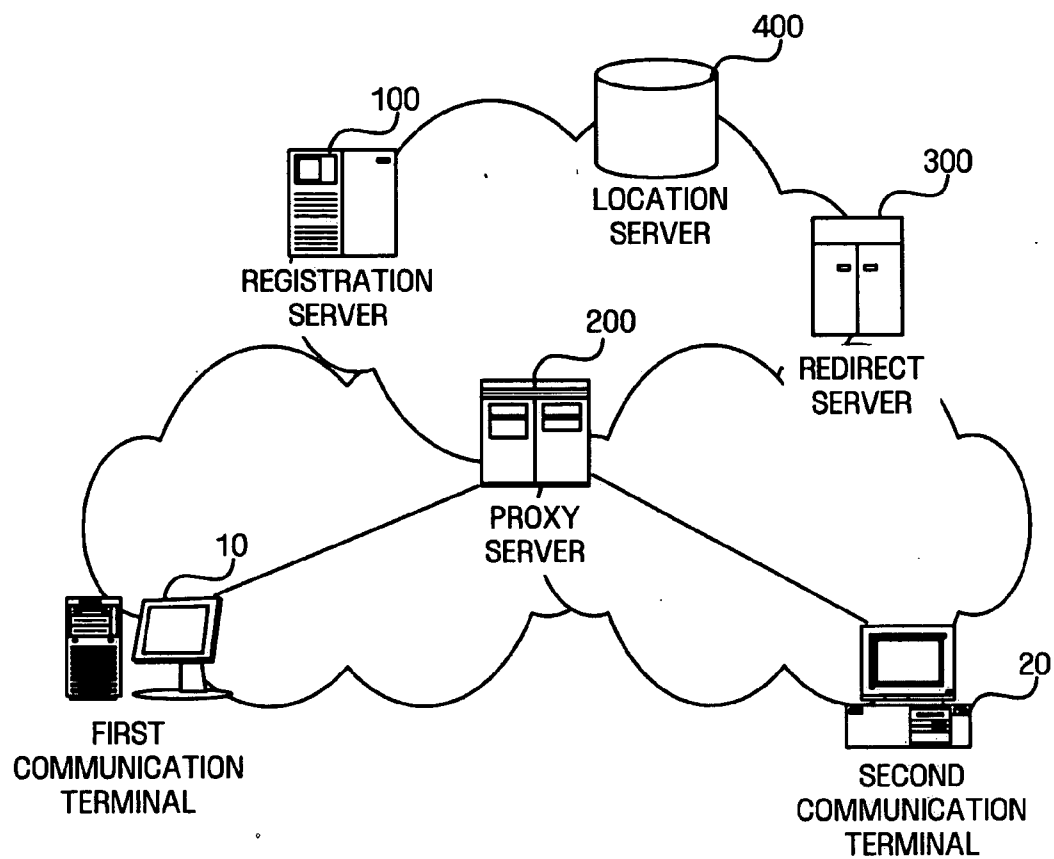 400
LOCATION
SERVER
100
REGISTRATION
SERVER
300
REDIRECT
SERVER
200
PROXY
SERVER
10
FIRST
COMMUNICATION
TERMINAL
20
SECOND
COMMUNICATION
TERMINAL